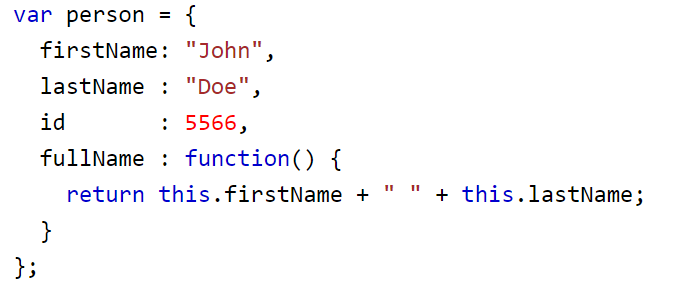 var person = {
  firstName: "John",
  lastName : "Doe",
  id       : 5566,
  fullName : function() {
    return this.firstName + " " + this.lastName;
  }
};